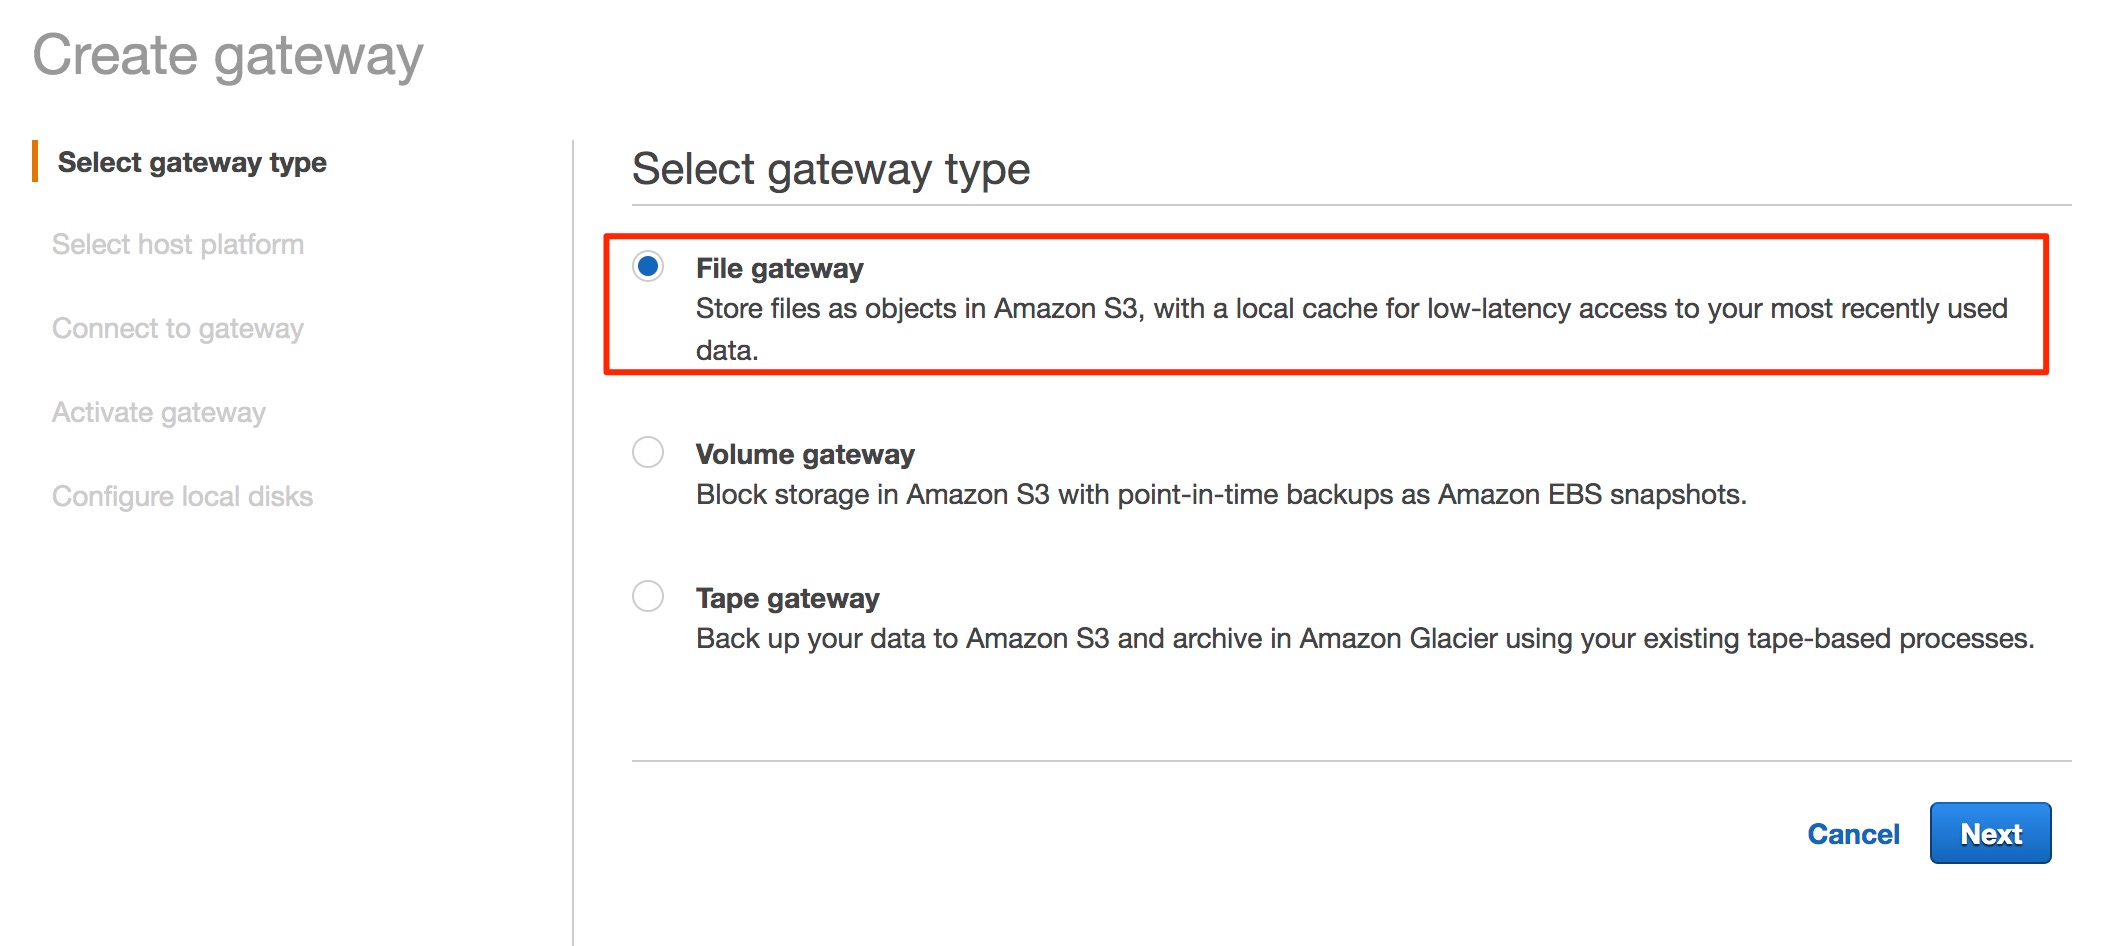 Create gateway
Select gateway type
Select host platform
Connect to gateway
Activate gateway
Configure local disks
Select gateway type
File gateway
Store files as objects in Amazon S3, with a local cache for low-latency access to your most recently used
data.
Volume gateway
Block storage in Amazon S3 with point-in-time backups as Amazon EBS snapshots.
Tape gateway
Back up your data to Amazon S3 and archive in Amazon Glacier using your existing tape-based processes.
Cancel
Next